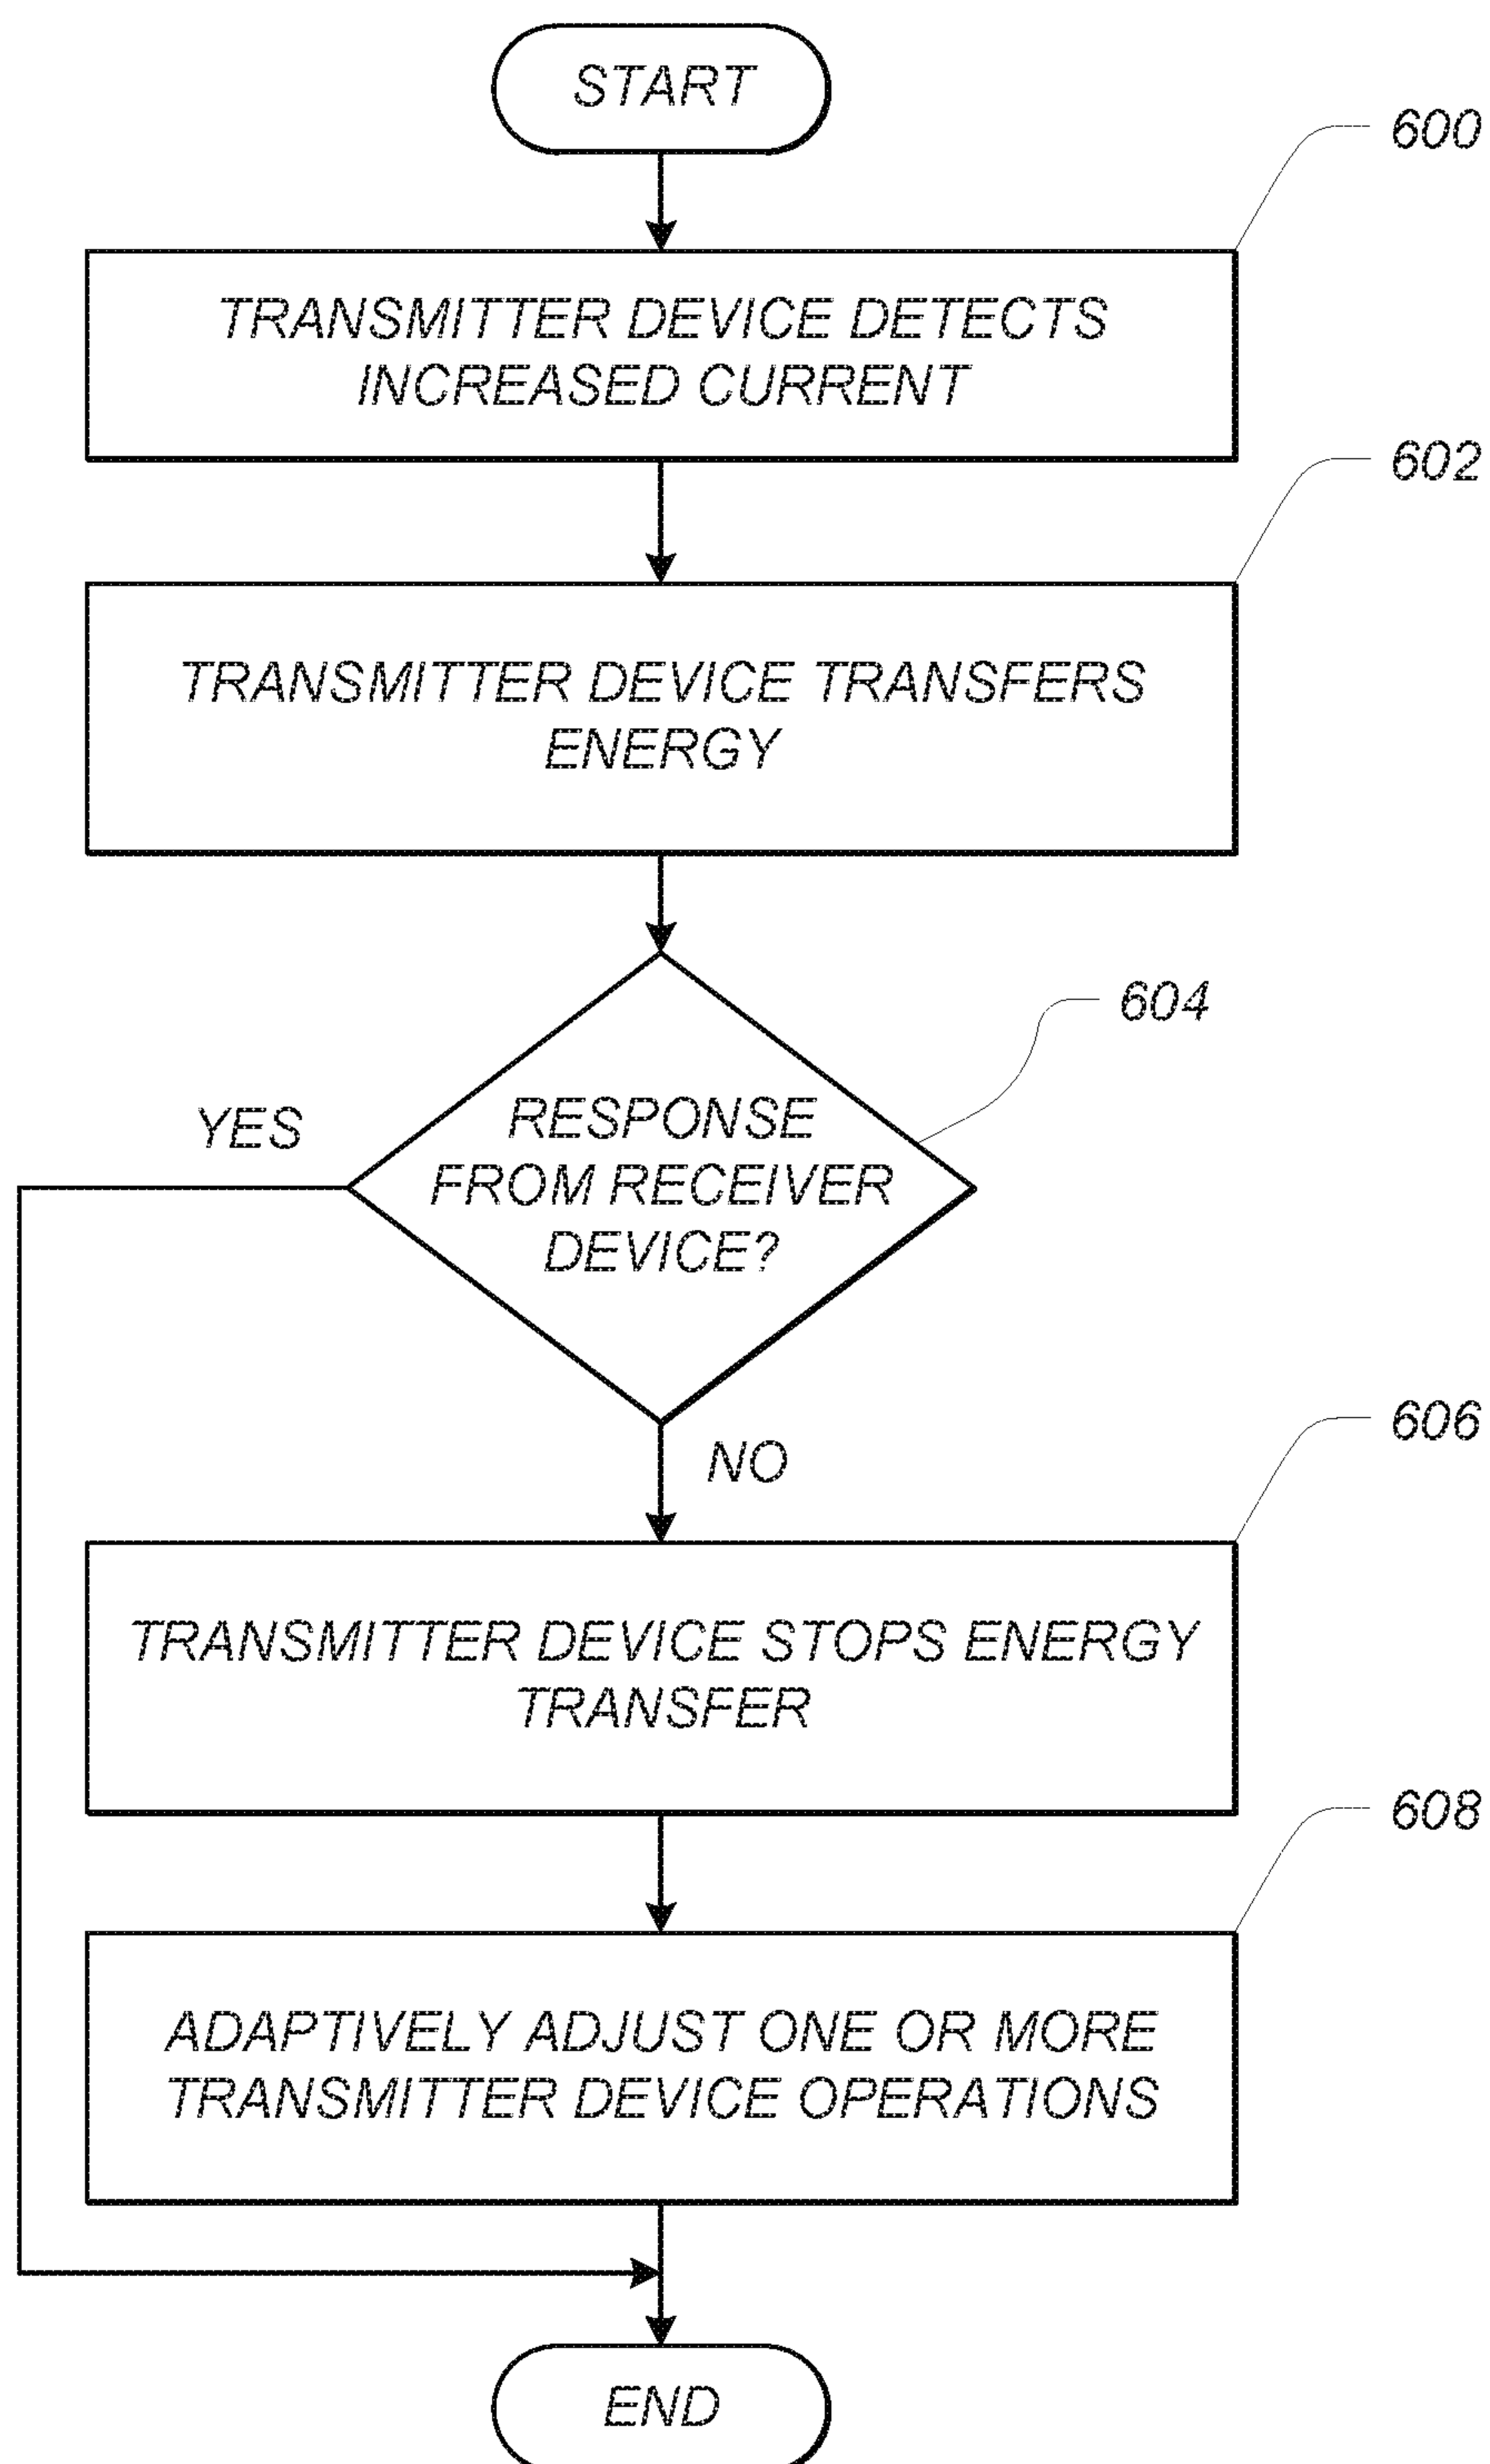 START
600
TRANSMITTER DEVICE DETECTS
INCREASED CURRENT
602
TRANSMITTER DEVICE TRANSFERS
ENERGY
604
YES
RESPONSE
FROM RECEIVER
DEVICE?
NO
606
TRANSMITTER DEVICE STOPS ENERGY
TRANSFER
608
ADAPTIVELY ADJUST ONE OR MORE
TRANSMITTER DEVICE OPERATIONS
END